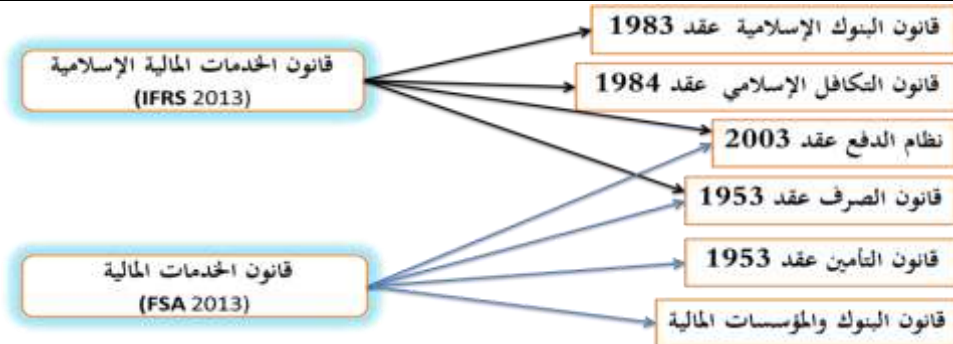 قانون البنوك الإسلامية عقد 1983
قانون الخدمات المالية الإسلامية
(IFRS 2013)
قانون التكافل الإسلامي عقد 1984
نظام الدفع عقد 2003
قانون الصرف عقد 1953
قانون التأمين عقد 1953
قانون الخدمات المالية
(FSA 2013)
قانون البنوك والمؤسسات المالية